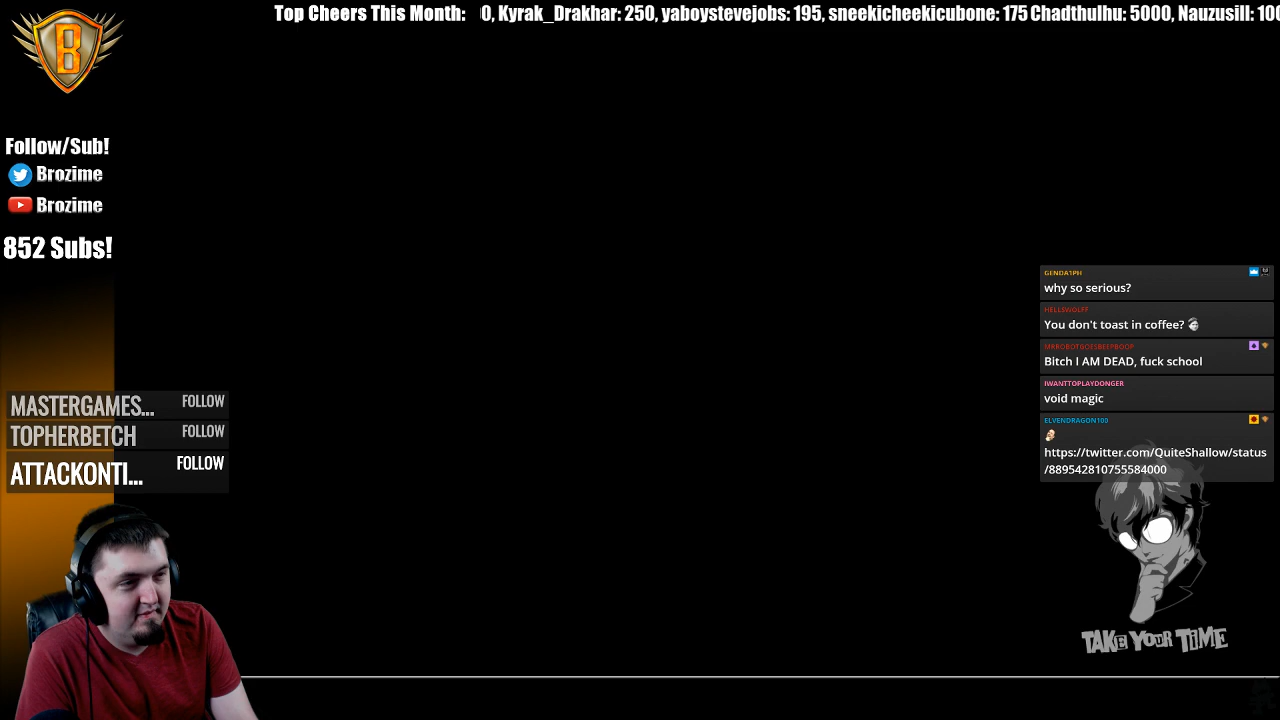 Top Cheers This Month: 0, Kyrak_Drakhar: 250, yaboystevejobs: 195, sneekicheekicubone: 175 Chadthulhu: 5000, Nauzusill: 100
B
Follow/Sub!
Brozime
Brozime
852 Subs!
MASTERGAMES... FOLLOW
TOPHERBETCH FOLLOW
ATTACKONTI... FOLLOW
GENDA1PH
why so serious?
HELLSWOLFF
You don't toast in coffee?
MRROBOTGOESBEEPBOOP
Bitch I AM DEAD, fuck school
IWANTTOPLAYDONGER
void magic
ELVENDRAGON100
https://twitter.com/QuiteShallow/status
/889542810755584000
TAKE YOUR TIME